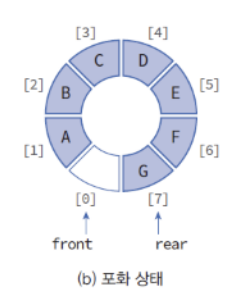 [3] [4]
C D
[2] B E [5]
[1] A F [6]
G
[0] [7]
front rear
(b) 포화 상태